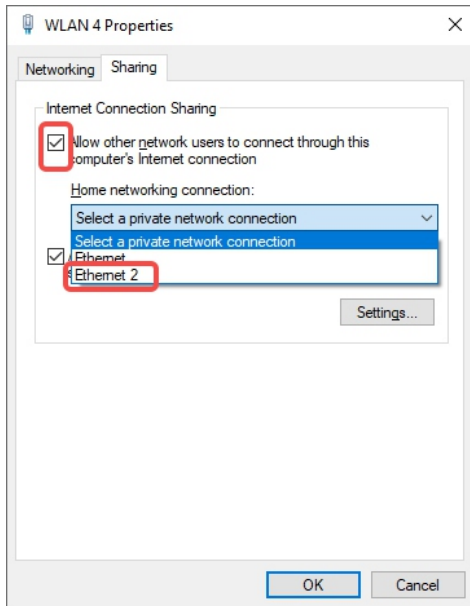 WLAN 4 Properties
Networking
Sharing
Internet Connection Sharing
Allow other network users to connect through this
computer's Internet connection
Home networking connection:
Select a private network connection
Select a private network connection
Ethernet
Ethernet 2
Settings...
OK
Cancel